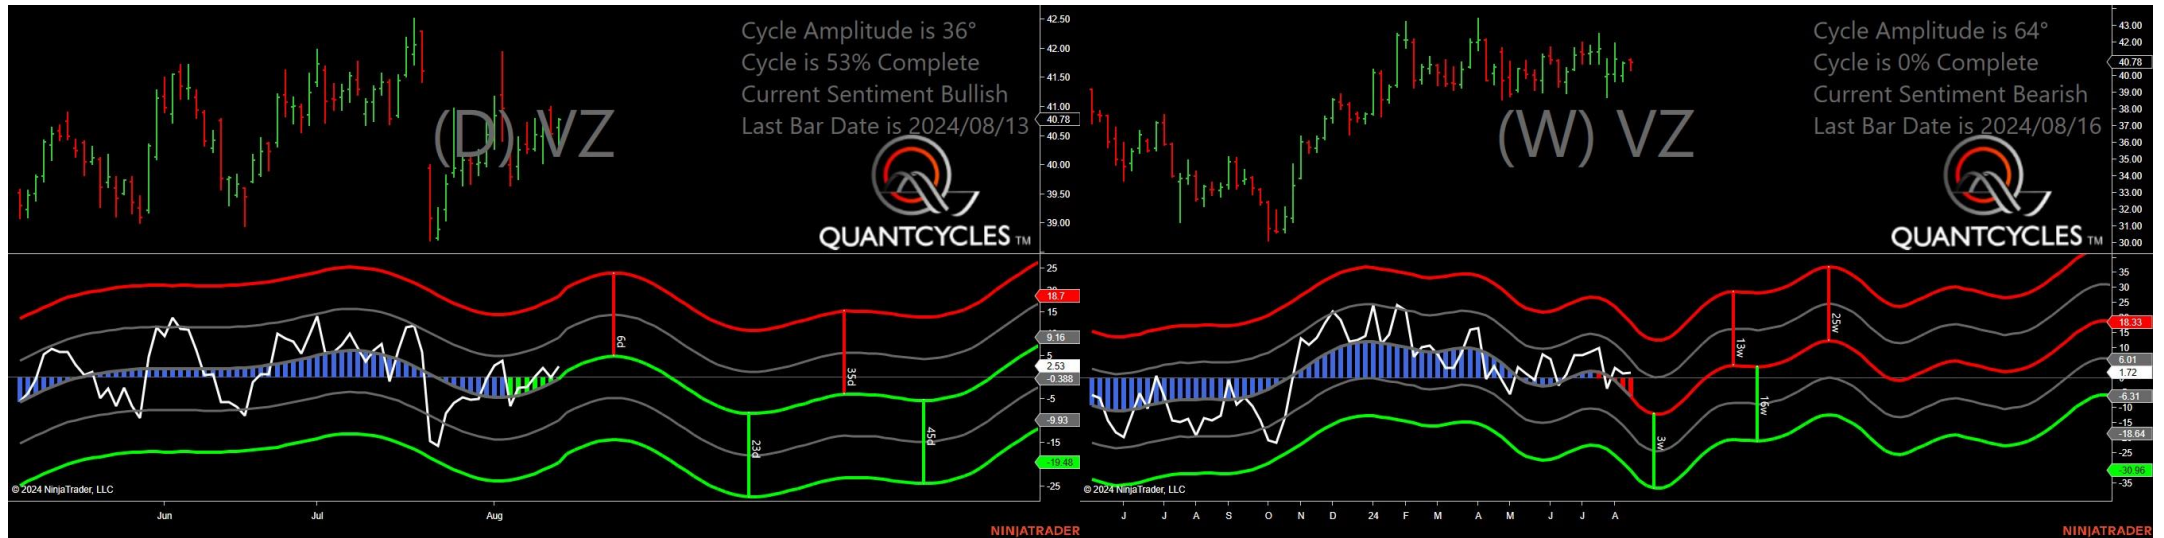 Cycle Amplitude is 36°
Cycle is 53% Complete
Current Sentiment Bullish
Last Bar Date is 2024/08/13
(D) VZ
QUANTCYCLES TM
42.50
42.00
41.50
41.00
40.78
40.50
40.00
39.50
39.00
25
18.7
15
9.16
5
2.53
-0.388
-5
-9.93
-15
-19.48
-25
6d
23d
35d
45d
© 2024 NinjaTrader, LLC
Jun
Jul
Aug
NINJATRADER
Cycle Amplitude is 64°
Cycle is 0% Complete
Current Sentiment Bearish
Last Bar Date is 2024/08/16
(W) VZ
QUANTCYCLES TM
43.00
42.00
40.78
40.00
39.00
38.00
37.00
36.00
35.00
34.00
33.00
32.00
31.00
30.00
35
30
25
20
18.33
10
6.01
1.72
-6.31
-10
-15
-18.64
-25
-30.96
-35
3w
13w
16w
25w
© 2024 NinjaTrader, LLC
J
J
A
S
O
N
D
24
F
M
A
M
J
J
A
NINJATRADER